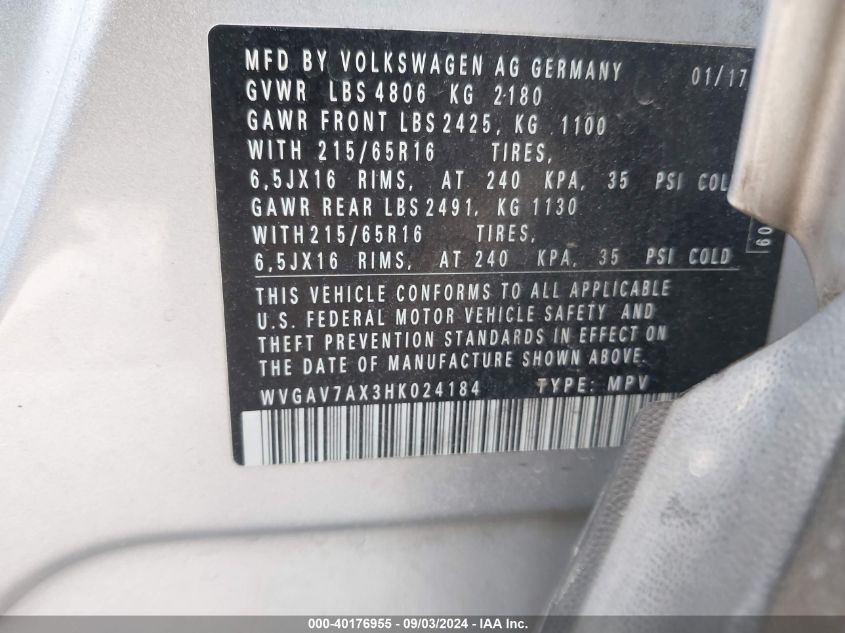 MFD BY VOLKSWAGEN AG GERMANY 01/17
GVWR LBS 4806 KG 2180
GAWR FRONT LBS 2425, KG 1100
WITH 215/65R16 TIRES,
6,5JX16 RIMS, AT 240 KPA, 35 PSI COL
GAWR REAR LBS 2491, KG 1130
WITH215/65R16 TIRES,
6,5JX16 RIMS, AT 240 KPA, 35 PSI COLD
60
THIS VEHICLE CONFORMS TO ALL APPLICABLE
U.S. FEDERAL MOTOR VEHICLE SAFETY AND
THEFT PREVENTION STANDARDS IN EFFECT ON
THE DATE OF MANUFACTURE SHOWN ABOVE.
WVGAV7AX3HK024184 TYPE: MPV
000-40176955 - 09/03/2024 - IAA Inc.